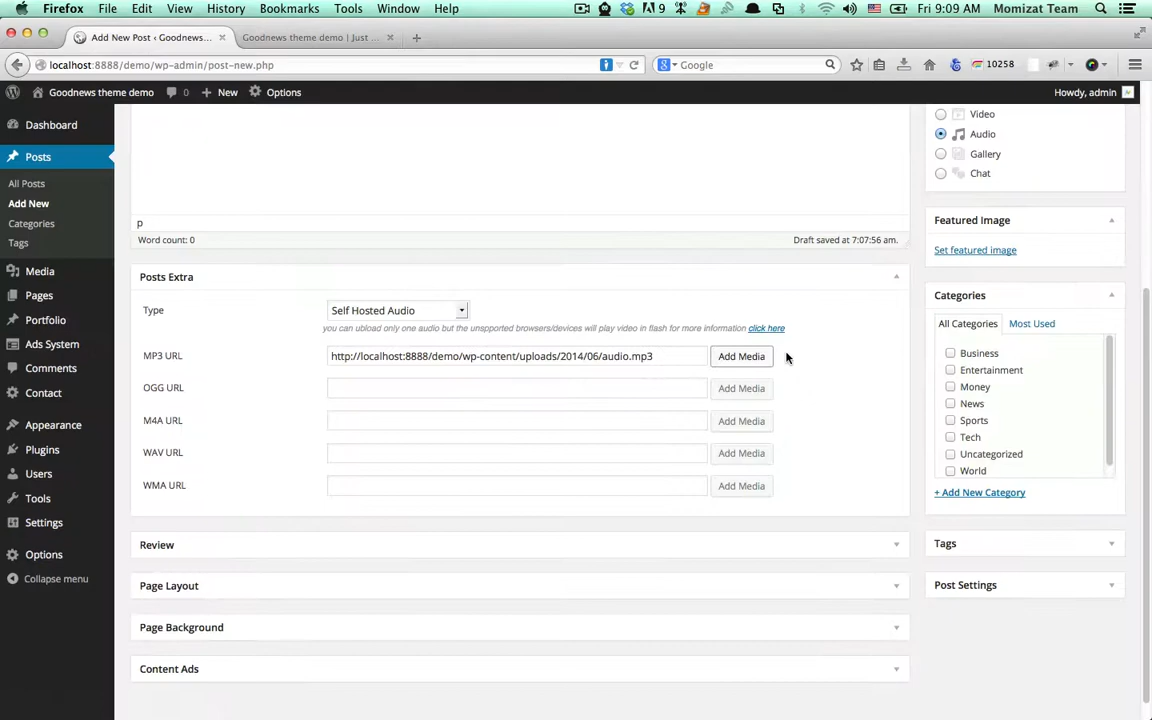 Firefox File Edit View History Bookmarks Tools Window Help 9 Fri 9:09 AM Momizat Team
Add New Post ‹ Goodnews... Goodnews theme demo | Just ...
localhost:8888/demo/wp-admin/post-new.php Google 10258
Goodnews theme demo 0 New Options Howdy, admin
Dashboard
Posts
All Posts
Add New
Categories
Tags
Media
Pages
Portfolio
Ads System
Comments
Contact
Appearance
Plugins
Users
Tools
Settings
Options
Collapse menu
p
Word count: 0 Draft saved at 7:07:56 am.
Posts Extra
Type Self Hosted Audio
you can ubload only one audio but the unspported browsers/devices will play video in flash for more information click here
MP3 URL http://localhost:8888/demo/wp-content/uploads/2014/06/audio.mp3 Add Media
OGG URL Add Media
M4A URL Add Media
WAV URL Add Media
WMA URL Add Media
Review
Page Layout
Page Background
Content Ads
Video
Audio
Gallery
Chat
Featured Image
Set featured image
Categories
All Categories Most Used
Business
Entertainment
Money
News
Sports
Tech
Uncategorized
World
+ Add New Category
Tags
Post Settings